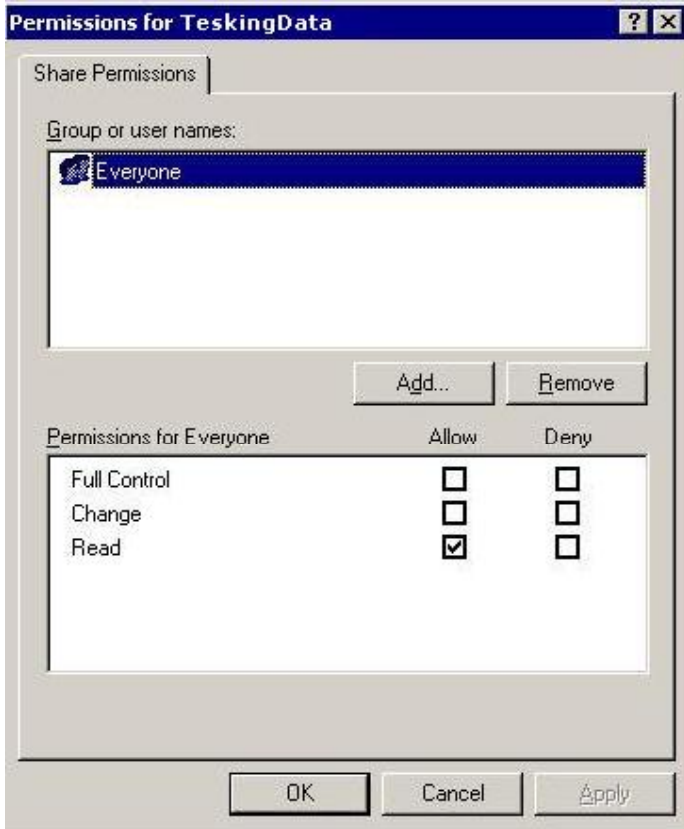 Permissions for TeskingData
Share Permissions
Group or user names:
Everyone
Add... Remove
Permissions for Everyone Allow Deny
Full Control
Change
Read
OK Cancel Apply